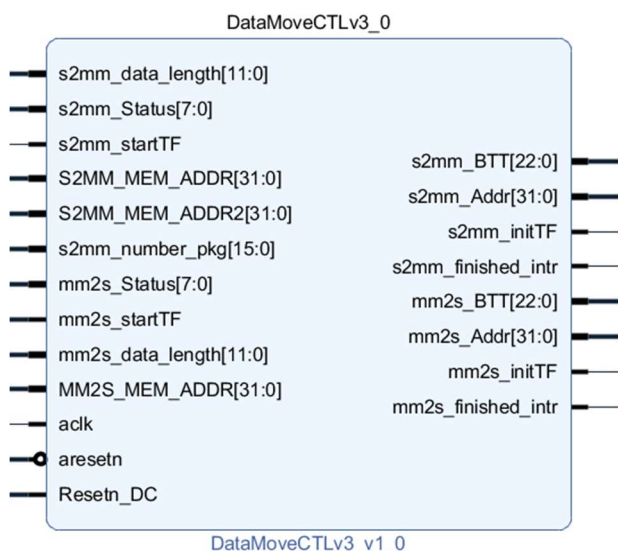 DataMoveCTLv3_0
s2mm_data_length[11:0]
s2mm_Status[7:0]
s2mm_startTF
S2MM_MEM_ADDR[31:0]
S2MM_MEM_ADDR2[31:0]
s2mm_number_pkg[15:0]
mm2s_Status[7:0]
mm2s_startTF
mm2s_data_length[11:0]
MM2S_MEM_ADDR[31:0]
aclk
aresetn
Resetn_DC
s2mm_BTT[22:0]
s2mm_Addr[31:0]
s2mm_initTF
s2mm_finished_intr
mm2s_BTT[22:0]
mm2s_Addr[31:0]
mm2s_initTF
mm2s_finished_intr
DataMoveCTLv3_v1_0